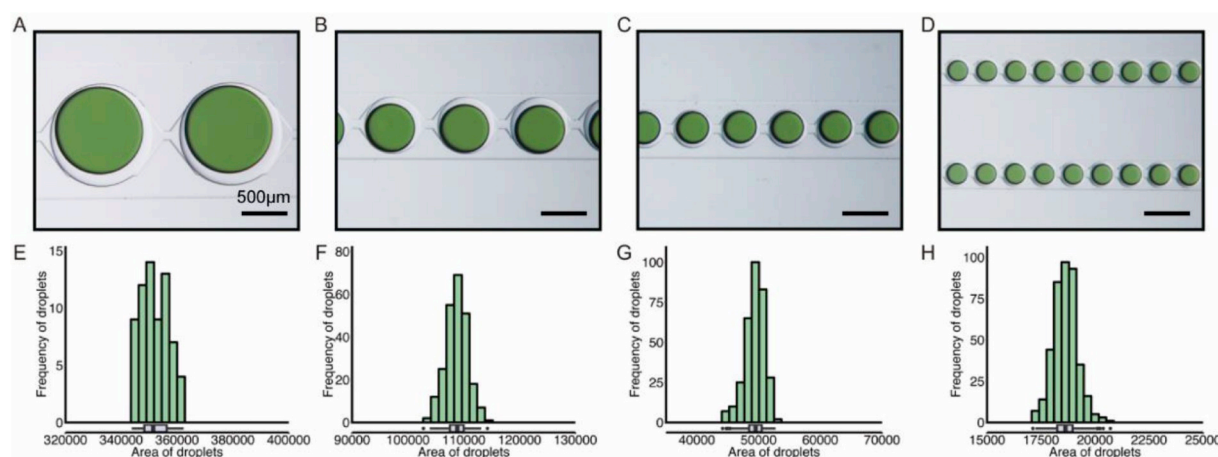 A
B
C
D
500µm
E
F
G
H
Frequency of droplets
15
10
5
0
320000 340000 360000 380000 400000
Area of droplets
Frequency of droplets
80
60
40
20
0
90000 100000 110000 120000 130000
Area of droplets
Frequency of droplets
100
75
50
25
0
40000 50000 60000 70000
Area of droplets
Frequency of droplets
100
75
50
25
0
15000 17500 20000 22500 25000
Area of droplets